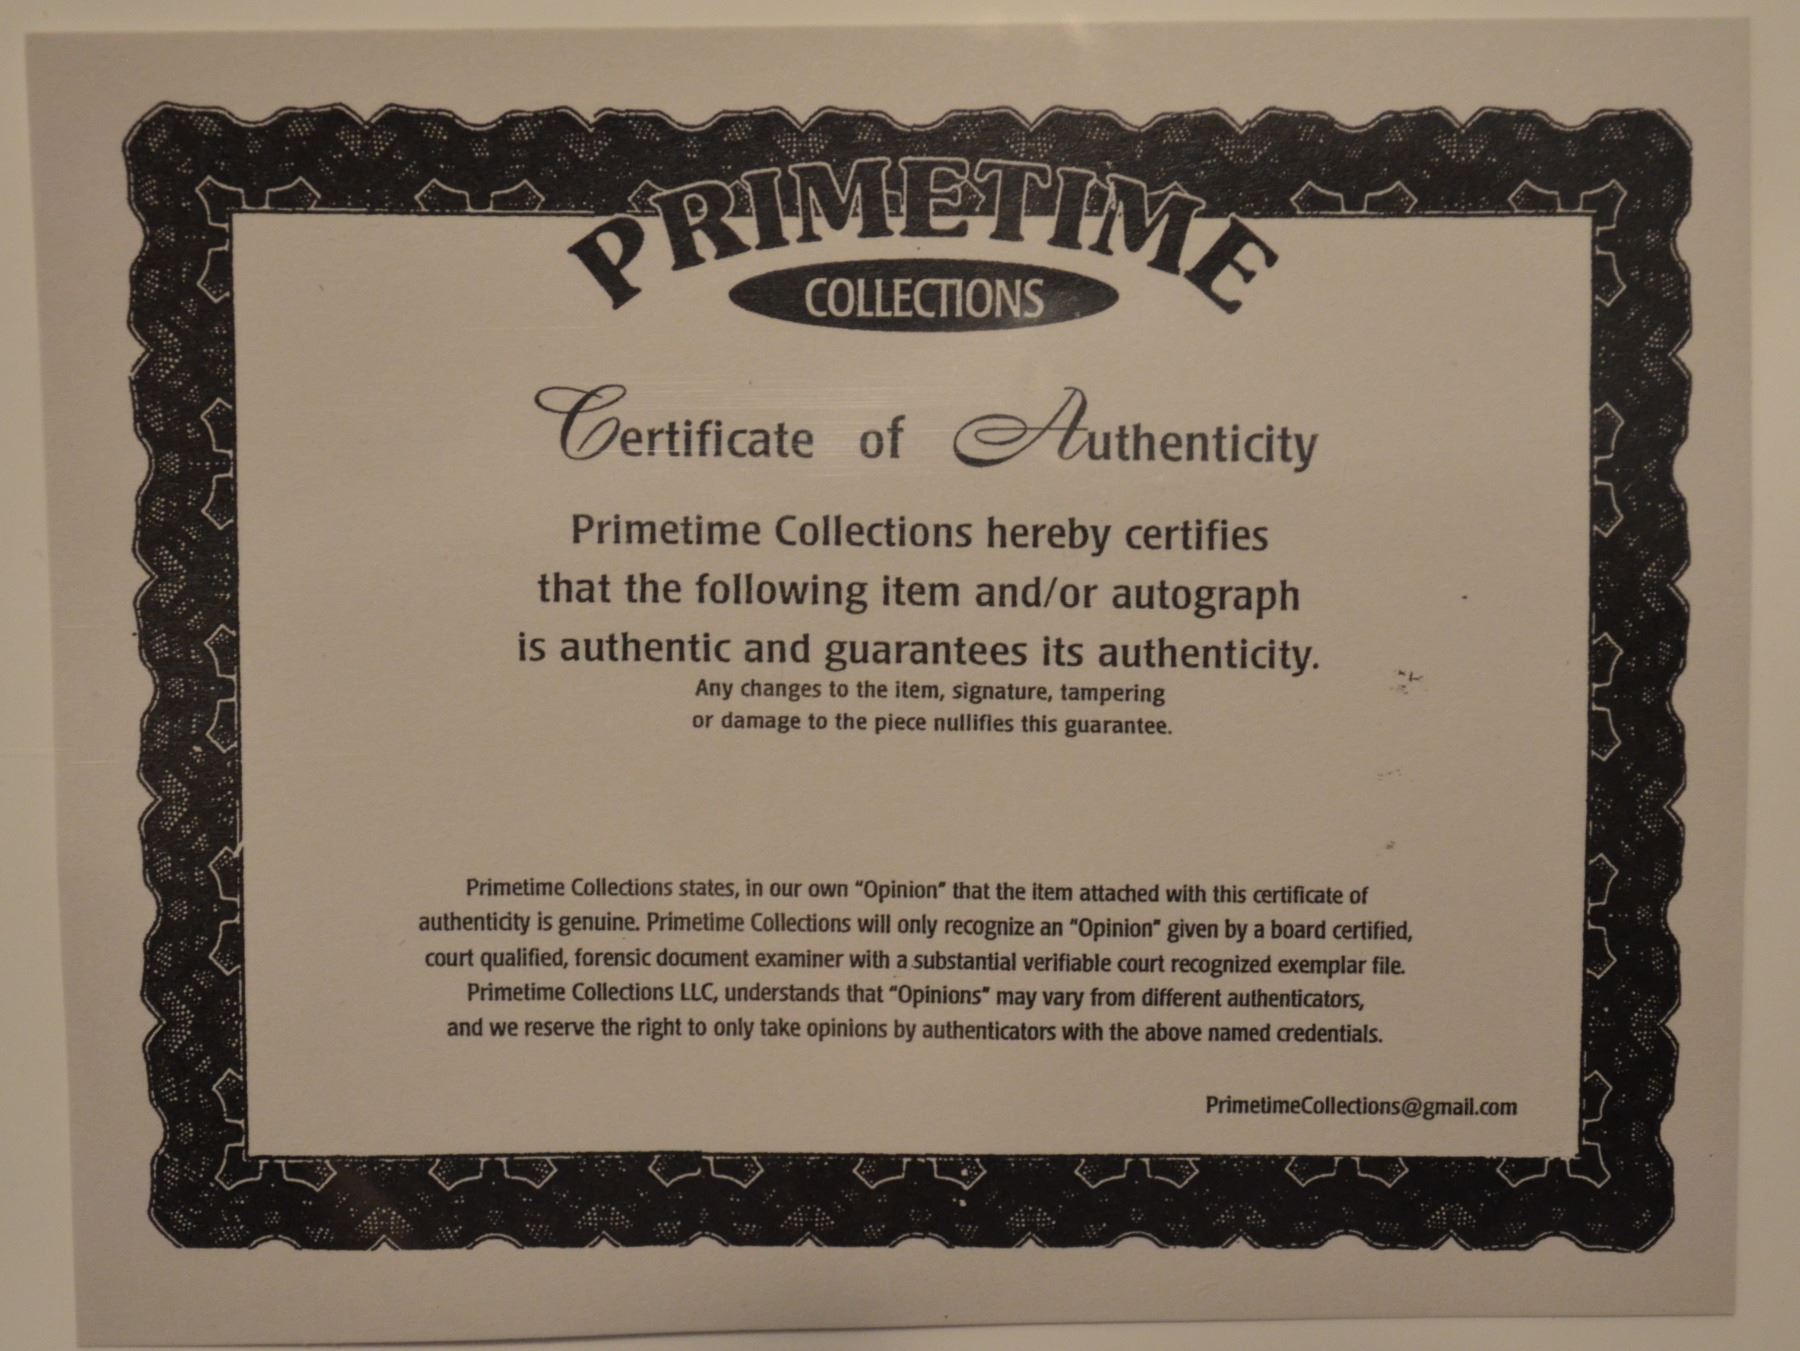 PRIMETIME
COLLECTIONS
Certificate of Authenticity
Primetime Collections hereby certifies
that the following item and/or autograph
is authentic and guarantees its authenticity.
Any changes to the item, signature, tampering
or damage to the piece nullifies this guarantee.
Primetime Collections states, in our own "Opinion" that the item attached with this certificate of
authenticity is genuine. Primetime Collections will only recognize an "Opinion" given by a board certified,
court qualified, forensic document examiner with a substantial verifiable court recognized exemplar file.
Primetime Collections LLC, understands that "Opinions" may vary from different authenticators,
and we reserve the right to only take opinions by authenticators with the above named credentials.
PrimetimeCollections@gmail.com